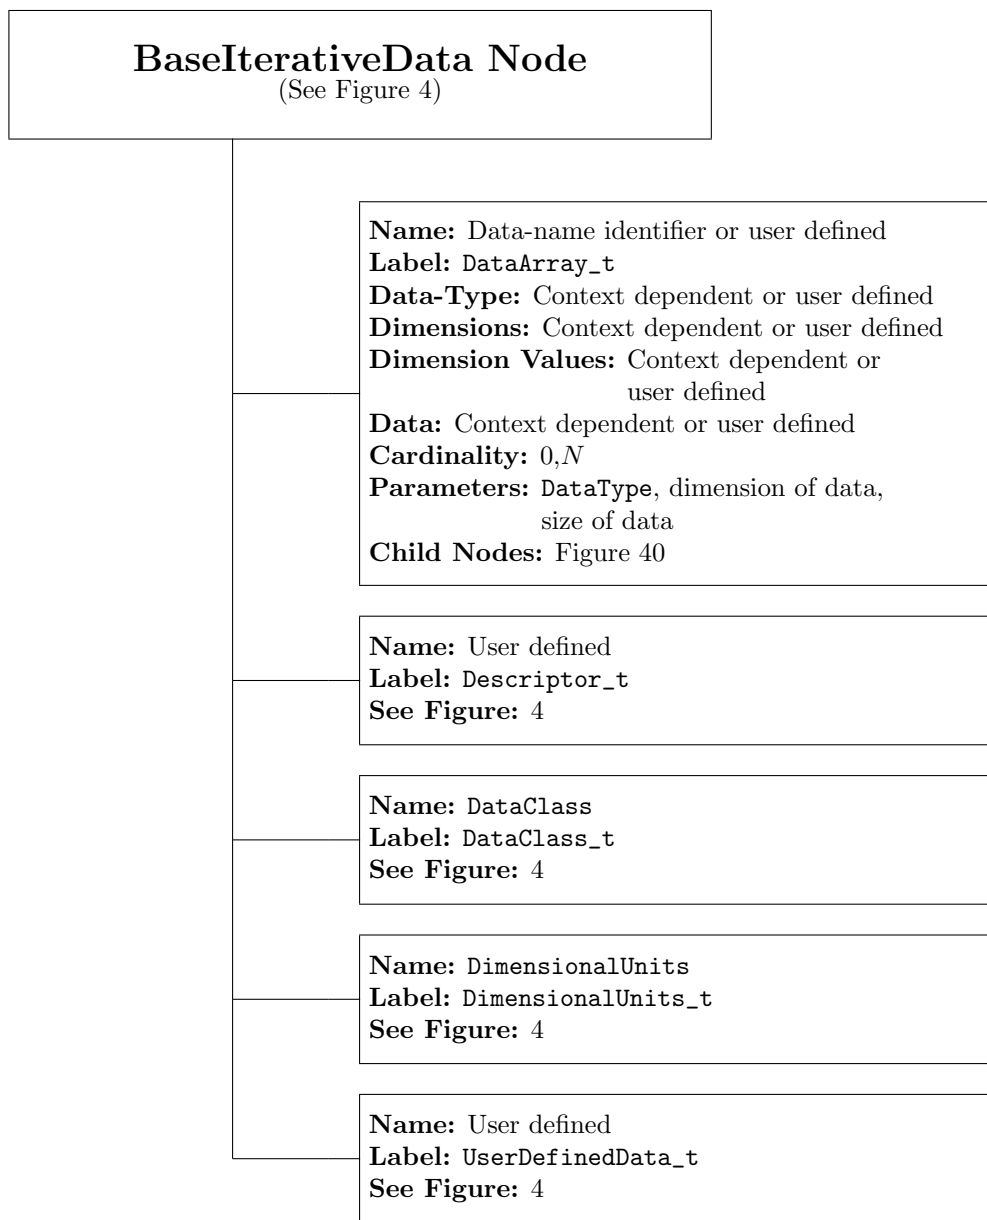 BaseIterativeData Node
(See Figure 4)
Name: Data-name identifier or user defined
Label: DataArray_t
Data-Type: Context dependent or user defined
Dimensions: Context dependent or user defined
Dimension Values: Context dependent or
user defined
Data: Context dependent or user defined
Cardinality: 0,N
Parameters: DataType, dimension of data,
size of data
Child Nodes: Figure 40
Name: User defined
Label: Descriptor_t
See Figure: 4
Name: DataClass
Label: DataClass_t
See Figure: 4
Name: DimensionalUnits
Label: DimensionalUnits_t
See Figure: 4
Name: User defined
Label: UserDefinedData_t
See Figure: 4